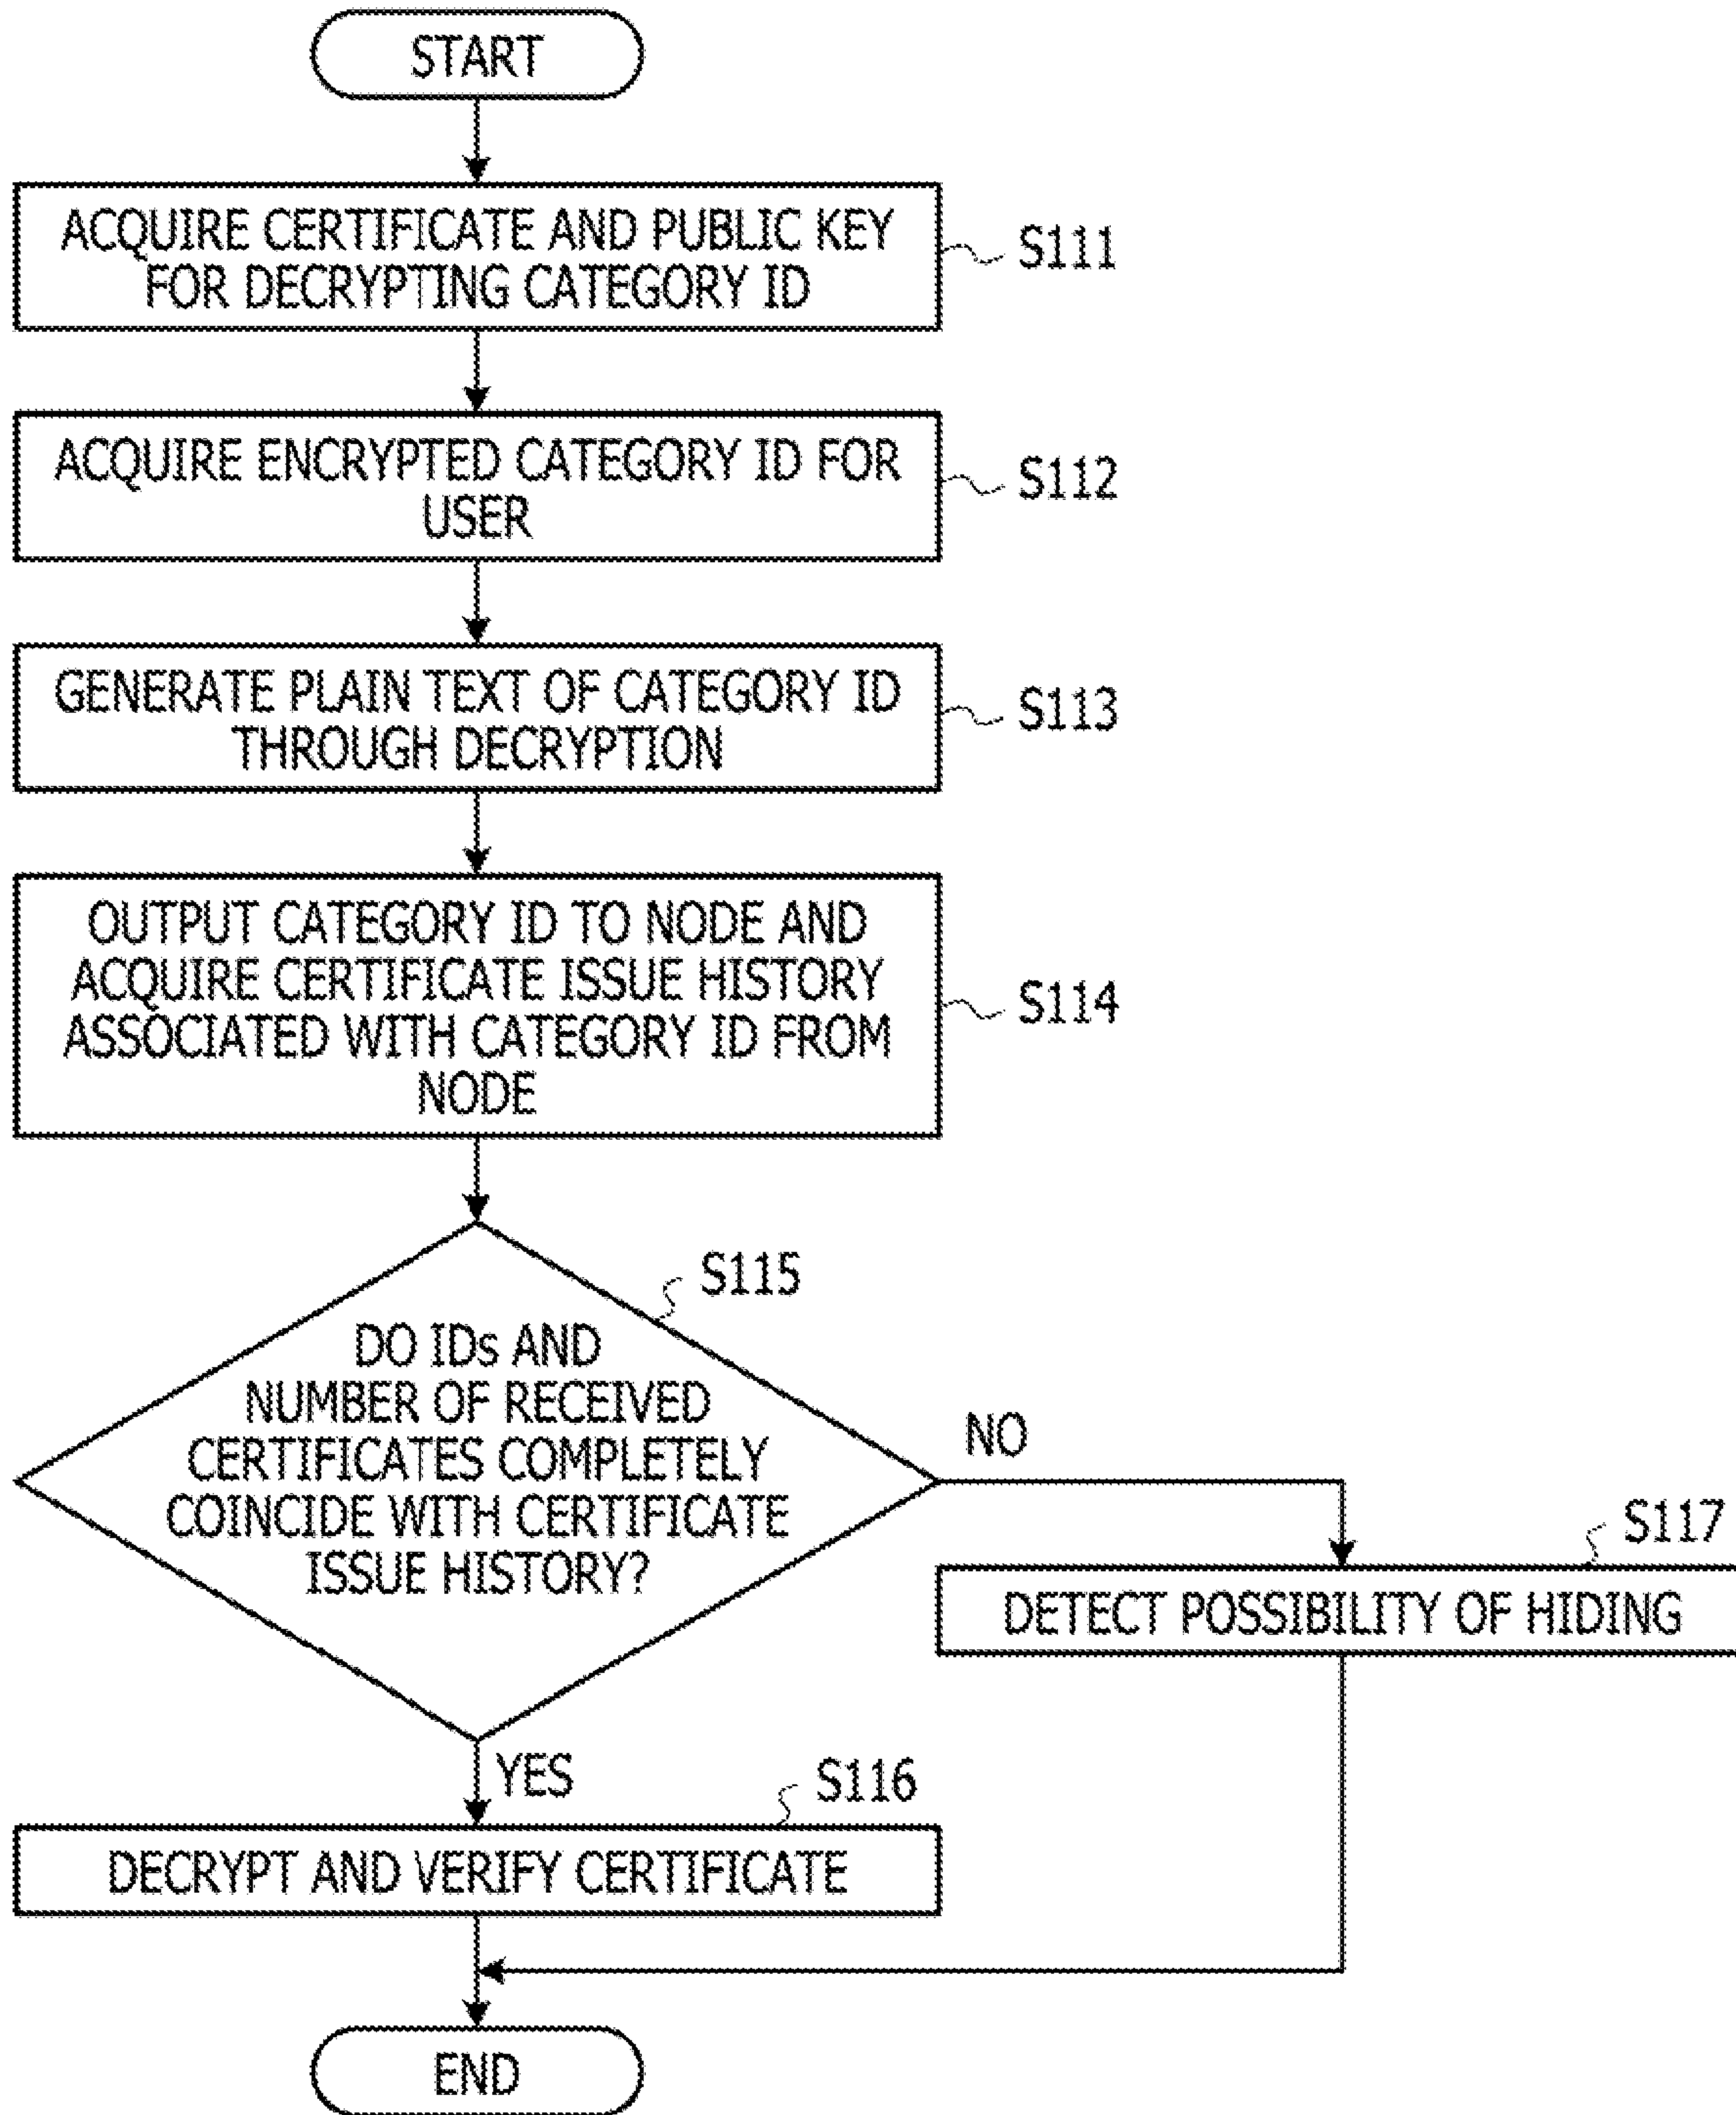 START
ACQUIRE CERTIFICATE AND PUBLIC KEY
FOR DECRYPTING CATEGORY ID
S111
ACQUIRE ENCRYPTED CATEGORY ID FOR
USER
S112
GENERATE PLAIN TEXT OF CATEGORY ID
THROUGH DECRYPTION
S113
OUTPUT CATEGORY ID TO NODE AND
ACQUIRE CERTIFICATE ISSUE HISTORY
ASSOCIATED WITH CATEGORY ID FROM
NODE
S114
S115
DO IDs AND
NUMBER OF RECEIVED
CERTIFICATES COMPLETELY
COINCIDE WITH CERTIFICATE
ISSUE HISTORY?
NO
S117
DETECT POSSIBILITY OF HIDING
YES
S116
DECRYPT AND VERIFY CERTIFICATE
END